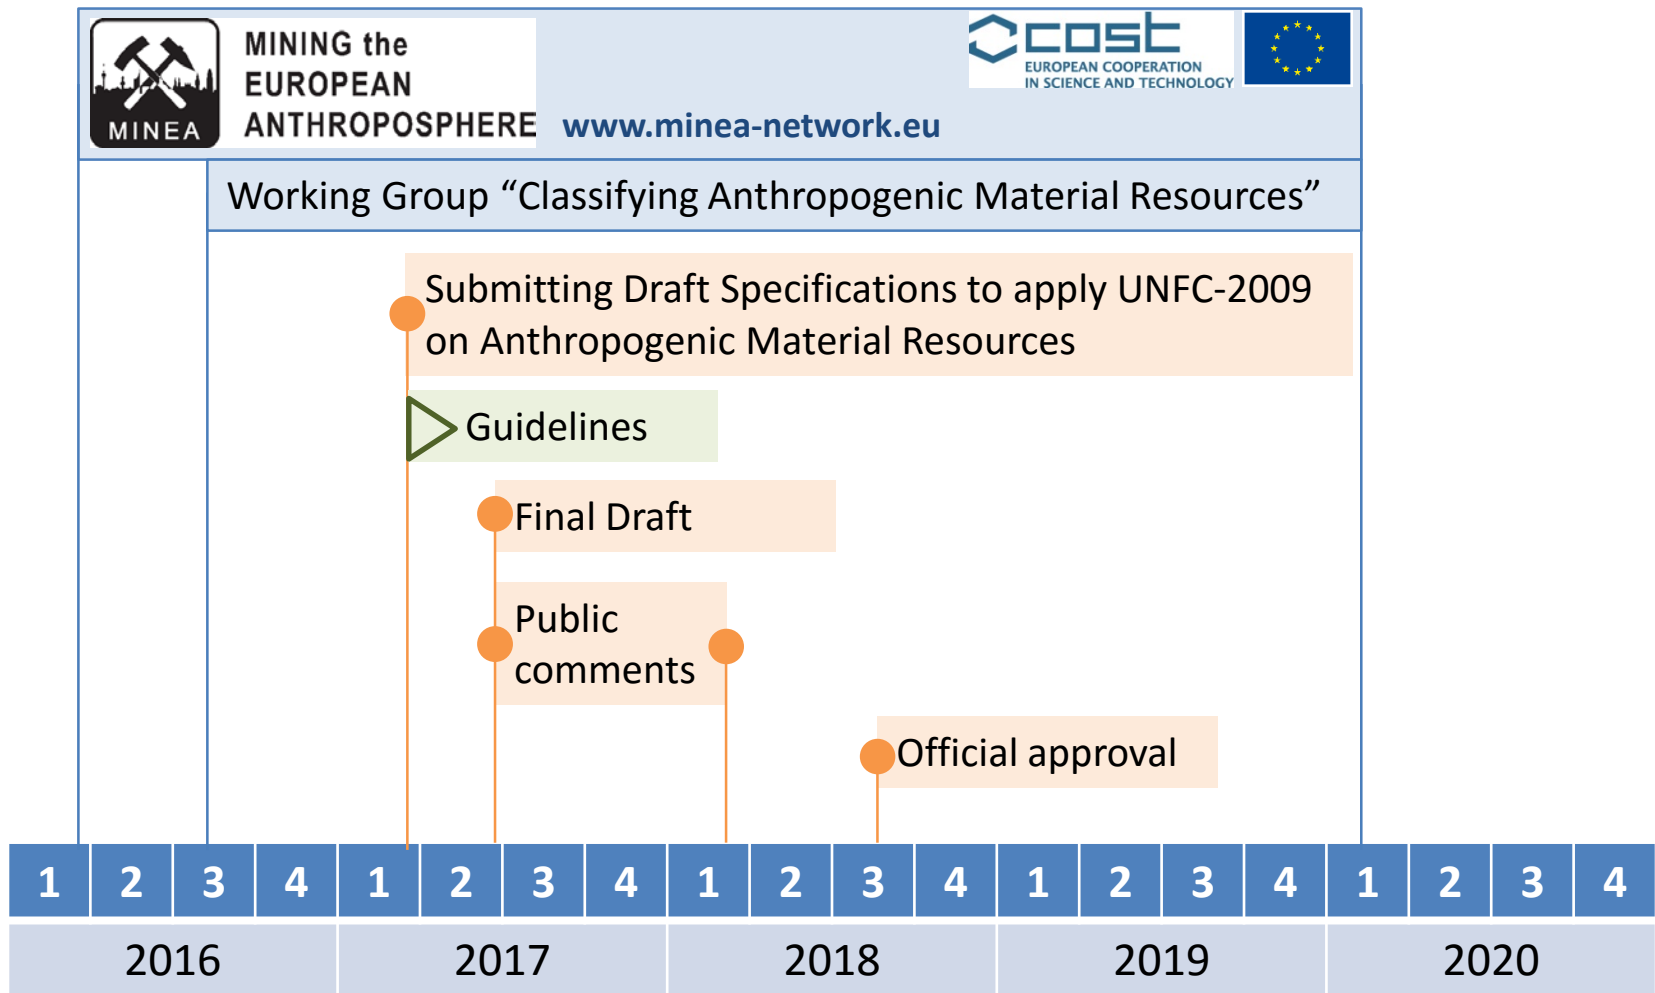 MINEA
MINING the
EUROPEAN
ANTHROPOSPHERE
www.minea-network.eu
cost
EUROPEAN COOPERATION
IN SCIENCE AND TECHNOLOGY
Working Group “Classifying Anthropogenic Material Resources”
Submitting Draft Specifications to apply UNFC-2009
on Anthropogenic Material Resources
Guidelines
Final Draft
Public
comments
Official approval
1 2 3 4 1 2 3 4 1 2 3 4 1 2 3 4 1 2 3 4
2016 2017 2018 2019 2020